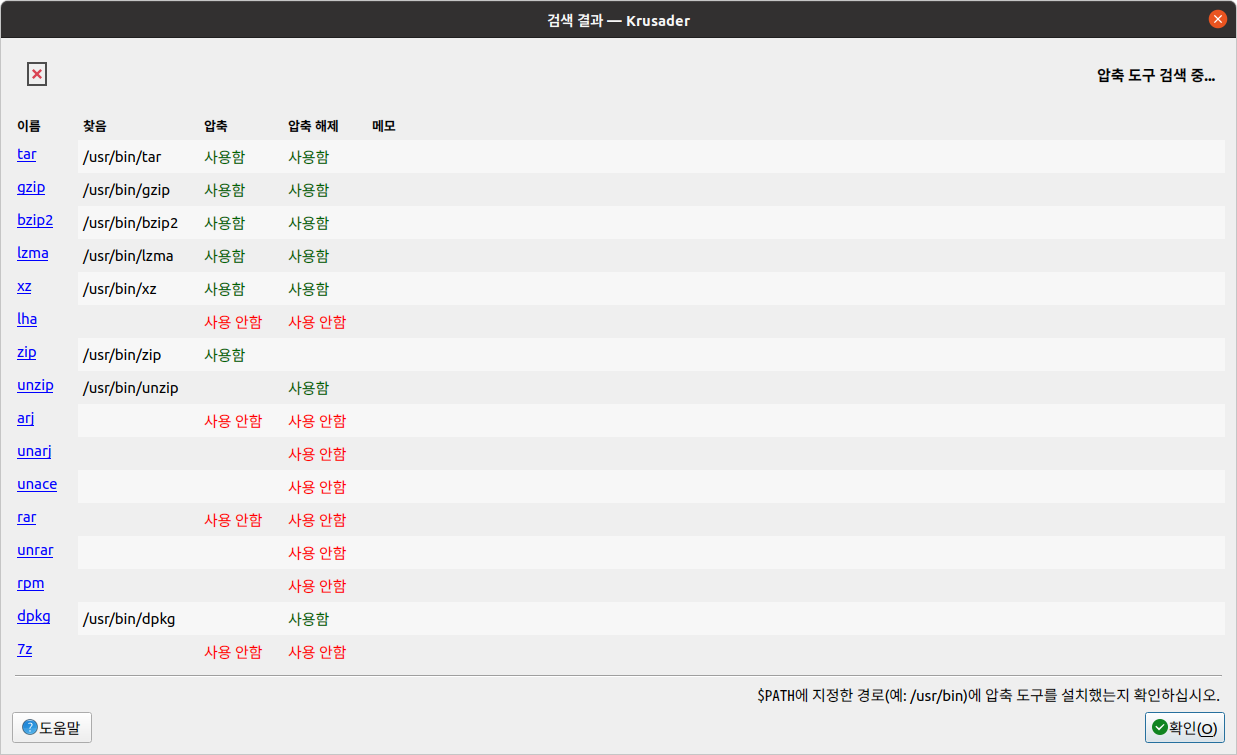 검색 결과 — Krusader
압축 도구 검색 중...
이름 찾음 압축 압축 해제 메모
tar /usr/bin/tar 사용함 사용함
gzip /usr/bin/gzip 사용함 사용함
bzip2 /usr/bin/bzip2 사용함 사용함
lzma /usr/bin/lzma 사용함 사용함
xz /usr/bin/xz 사용함 사용함
lha 사용 안함 사용 안함
zip /usr/bin/zip 사용함
unzip /usr/bin/unzip 사용함
arj 사용 안함 사용 안함
unarj 사용 안함
unace 사용 안함
rar 사용 안함 사용 안함
unrar 사용 안함
rpm 사용 안함
dpkg /usr/bin/dpkg 사용함
7z 사용 안함 사용 안함
$PATH에 지정한 경로(예: /usr/bin)에 압축 도구를 설치했는지 확인하십시오.
도움말 확인(O)